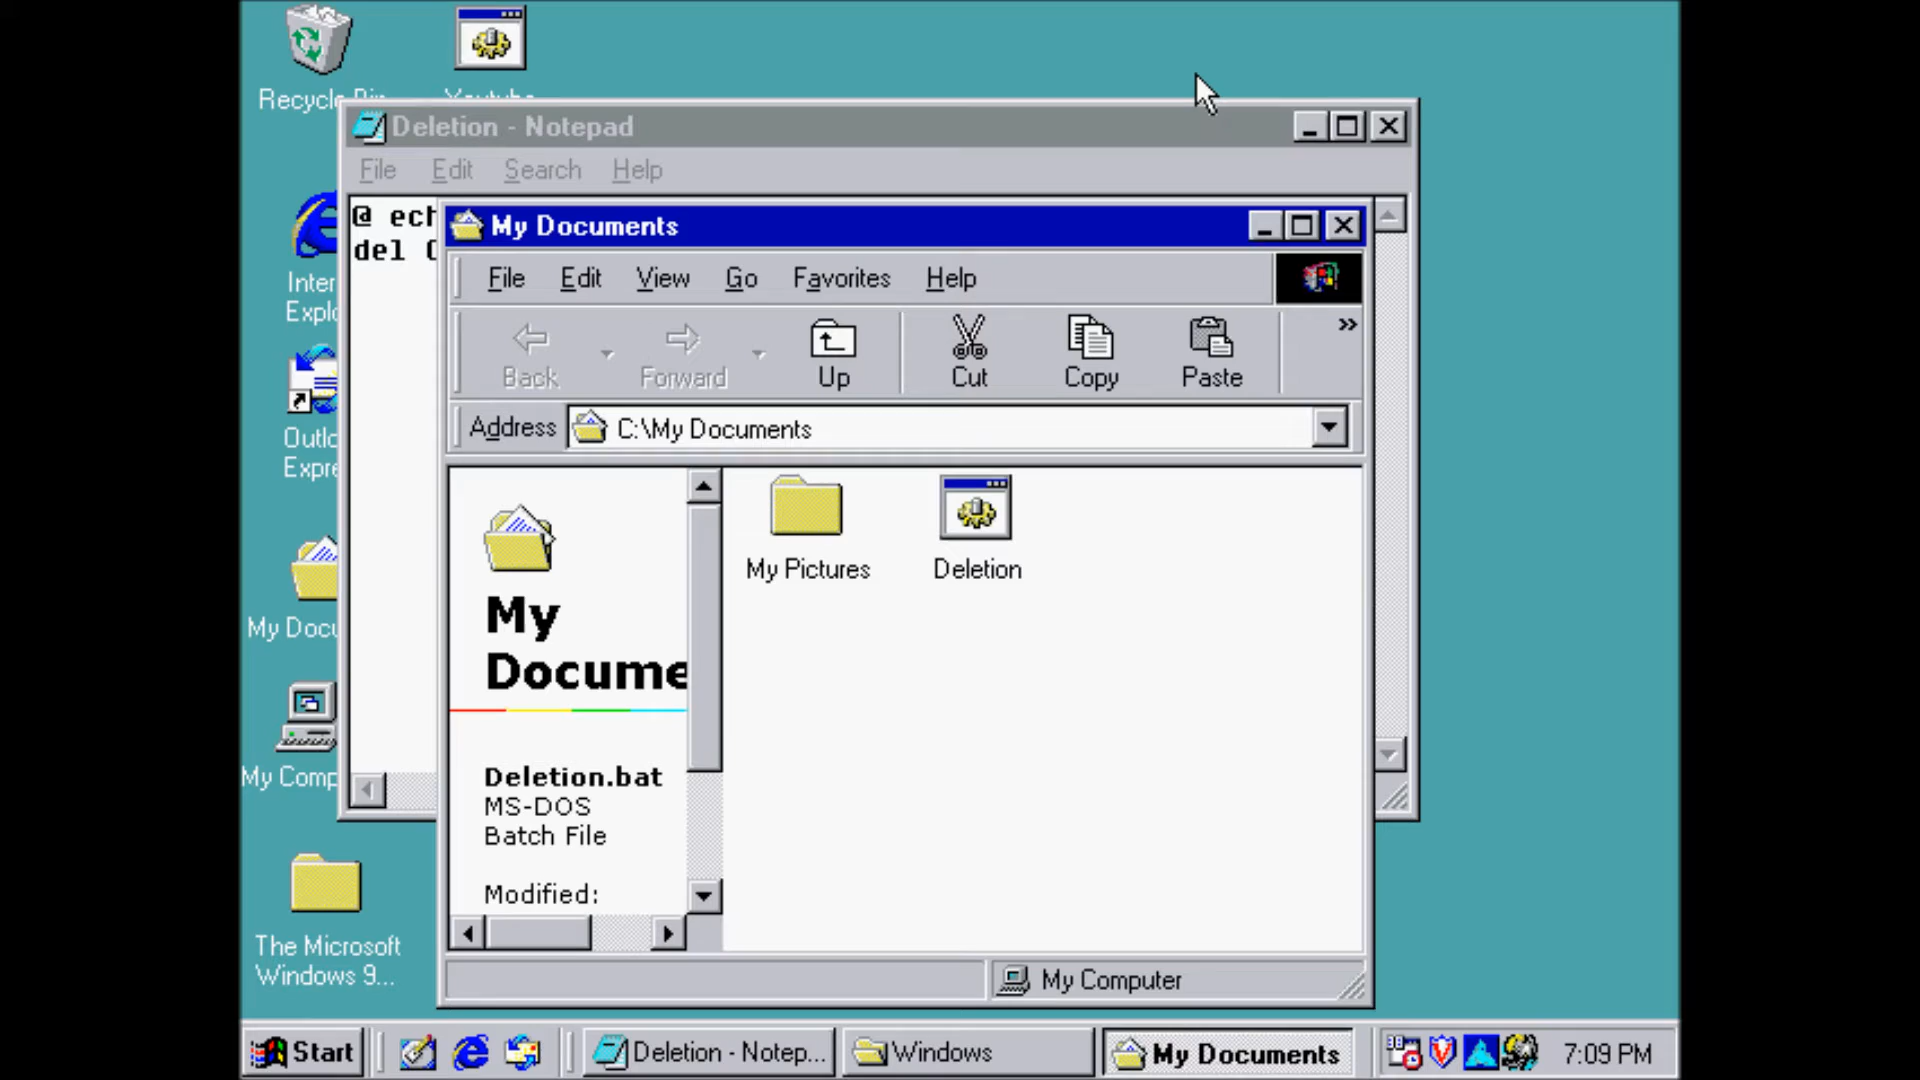 Recycle Bin
Youtube
Deletion - Notepad
File Edit Search Help
@ ech
del
My Documents
File Edit View Go Favorites Help
Back Forward Up Cut Copy Paste »
Address C:\My Documents
Inter
Explo
Outlo
Expre
My Docu
My Comp
The Microsoft
Windows 9...
My Pictures
Deletion
My
Docume
Deletion.bat
MS-DOS
Batch File
Modified:
My Computer
Start
Deletion - Notep...
Windows
My Documents
7:09 PM